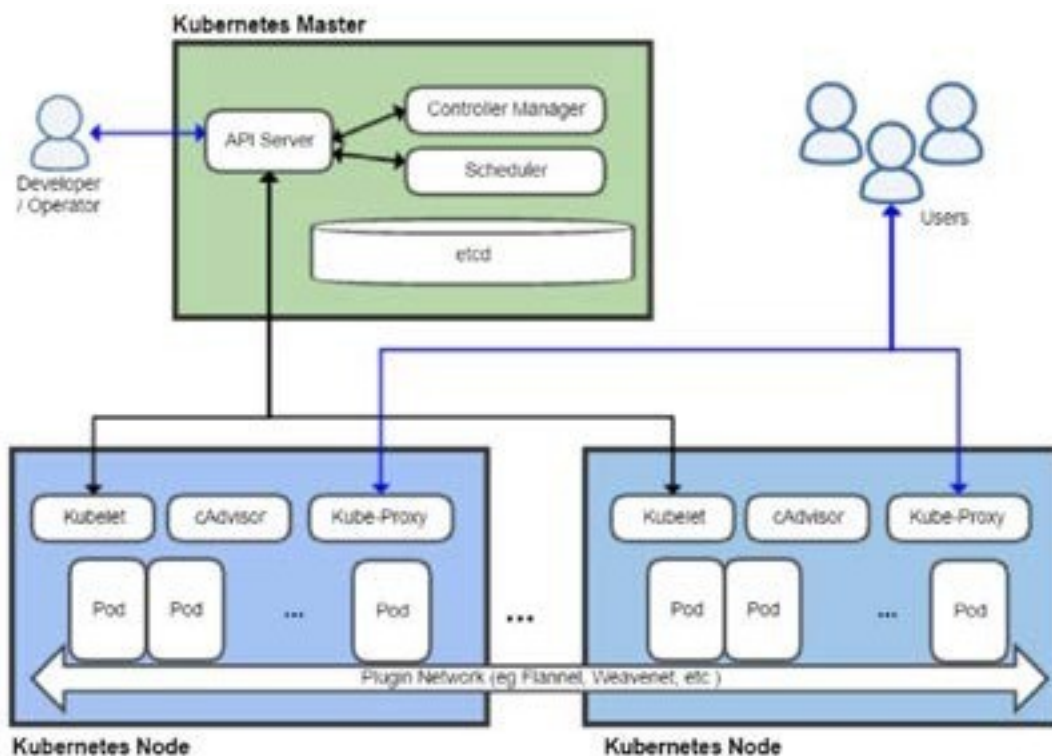 Kubernetes Master
API Server
Controller Manager
Scheduler
etcd
Developer
/ Operator
Users
Kubelet
cAdvisor
Kube-Proxy
Pod
Pod
...
Pod
...
Kubelet
cAdvisor
Kube-Proxy
Pod
Pod
...
Pod
Plugin Network (eg Flannel, Weavenet, etc.)
Kubernetes Node
Kubernetes Node